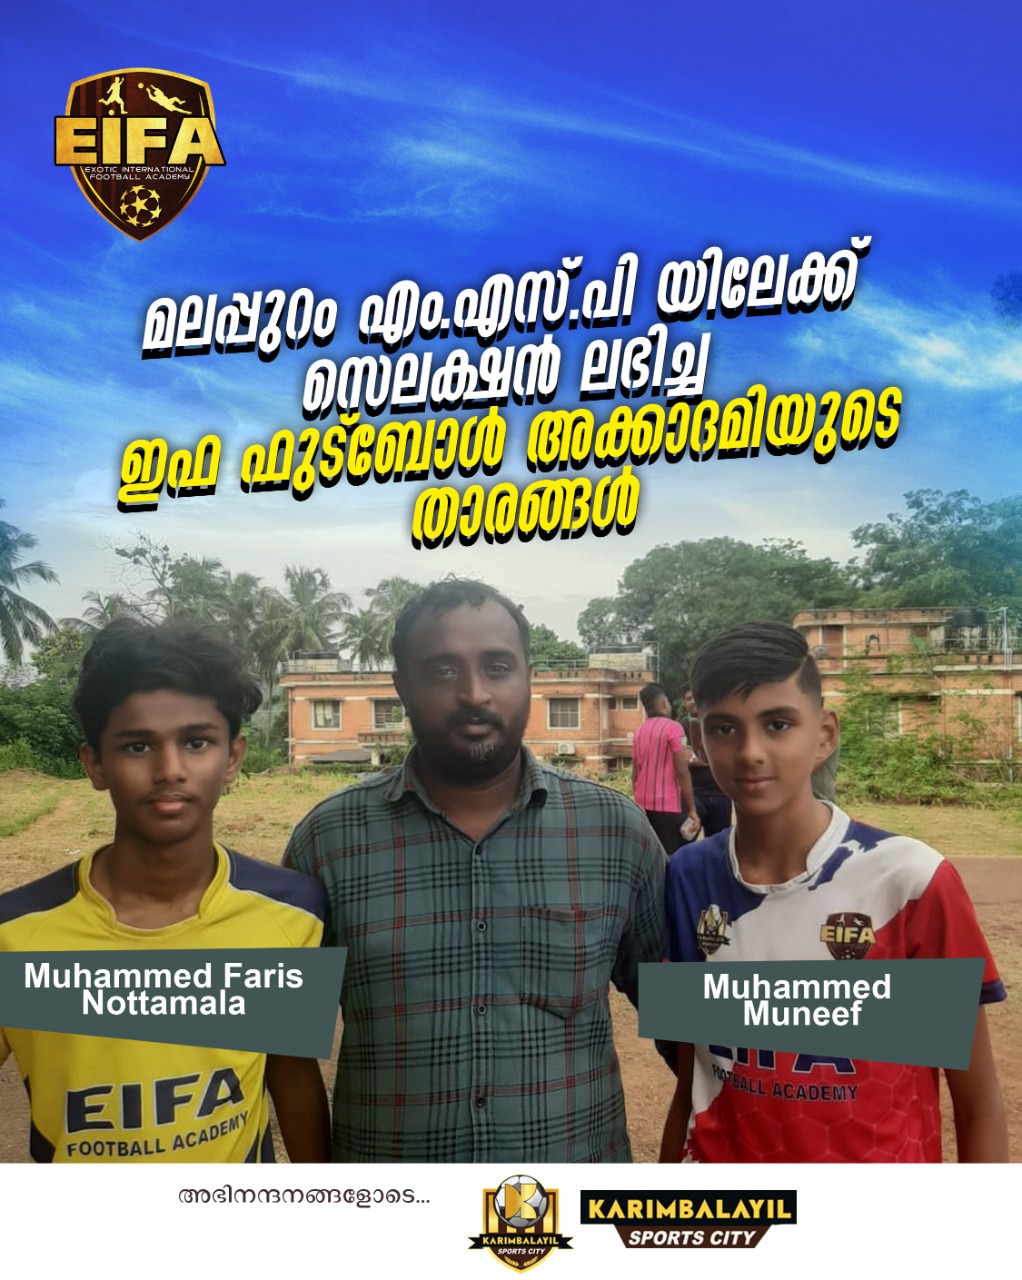 EIFA
EXOTIC INTERNATIONAL
FOOTBALL ACADEMY
മലപ്പുറം എം.എസ്.പി യിലേക്ക്
സെലക്ഷൻ ലഭിച്ച
ഇഫ ഫുട്ബോൾ അക്കാദമിയുടെ
താരങ്ങൾ
EIFA
Muhammed Faris
Nottamala
Muhammed
Muneef
EIFA
FOOTBALL ACADEMY
EIFA
FOOTBALL ACADEMY
അഭിനന്ദനങ്ങളോടെ...
K
KARIMBALAYIL
SPORTS CITY
KARIMBALAYIL
SPORTS CITY